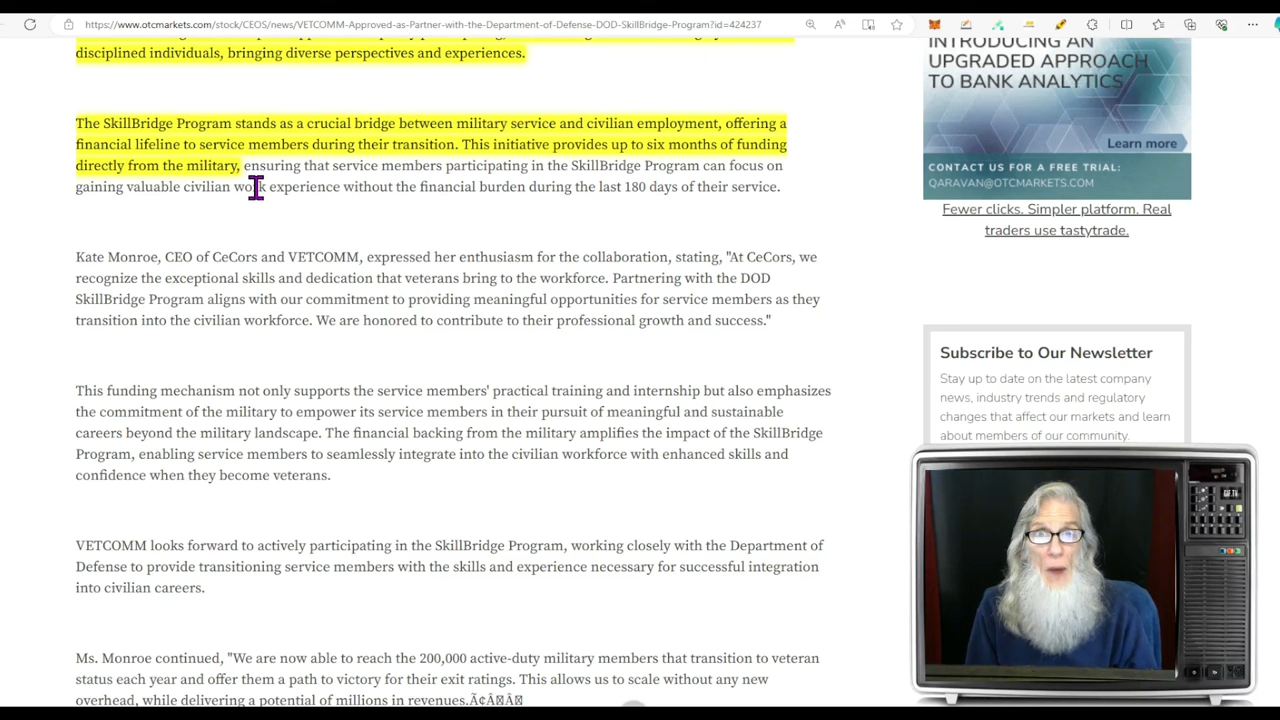 https://www.otcmarkets.com/stock/CEOS/news/VETCOMM-Approved-as-Partner-with-the-Department-of-Defense-DOD-SkillBridge-Program?id=424237
disciplined individuals, bringing diverse perspectives and experiences.
The SkillBridge Program stands as a crucial bridge between military service and civilian employment, offering a
financial lifeline to service members during their transition. This initiative provides up to six months of funding
directly from the military, ensuring that service members participating in the SkillBridge Program can focus on
gaining valuable civilian work experience without the financial burden during the last 180 days of their service.
Kate Monroe, CEO of CeCors and VETCOMM, expressed her enthusiasm for the collaboration, stating, "At CeCors, we
recognize the exceptional skills and dedication that veterans bring to the workforce. Partnering with the DOD
SkillBridge Program aligns with our commitment to providing meaningful opportunities for service members as they
transition into the civilian workforce. We are honored to contribute to their professional growth and success."
This funding mechanism not only supports the service members' practical training and internship but also emphasizes
the commitment of the military to empower its service members in their pursuit of meaningful and sustainable
careers beyond the military landscape. The financial backing from the military amplifies the impact of the SkillBridge
Program, enabling service members to seamlessly integrate into the civilian workforce with enhanced skills and
confidence when they become veterans.
VETCOMM looks forward to actively participating in the SkillBridge Program, working closely with the Department of
Defense to provide transitioning service members with the skills and experience necessary for successful integration
into civilian careers.
Ms. Monroe continued, "We are now able to reach the 200,000 military members that transition to veteran
status each year and offer them a path to victory for their exit ratings. This allows us to scale without any new
overhead, while delivering a potential of millions in revenues.
INTRODUCING AN
UPGRADED APPROACH
TO BANK ANALYTICS
Learn more
CONTACT US FOR A FREE TRIAL:
QARAVAN@OTCMARKETS.COM
Fewer clicks. Simpler platform. Real
traders use tastytrade.
Subscribe to Our Newsletter
Stay up to date on the latest company
news, industry trends and regulatory
changes that affect our markets and learn
about members of our community.
GIF.TV